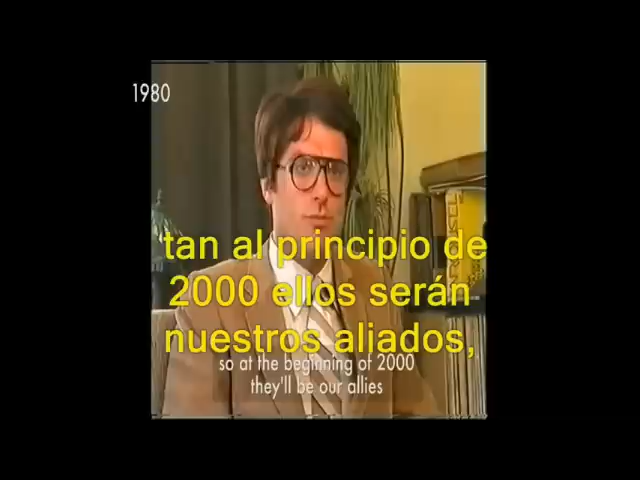 1980
tan al principio de
2000 ellos serán
nuestros aliados,
so at the beginning of 2000
they'll be our allies